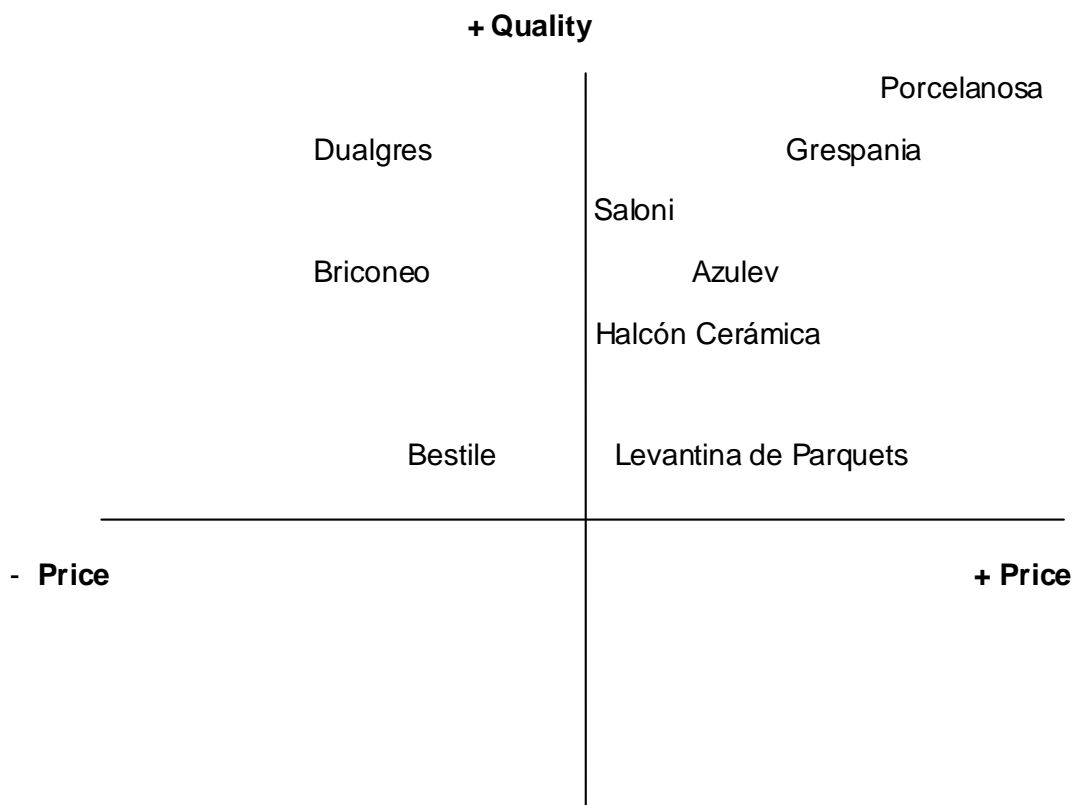 + Quality
Porcelanosa
Dualgres Grespania
Saloni
Briconeo Azulev
Halcón Cerámica
Bestile Levantina de Parquets
- Price + Price